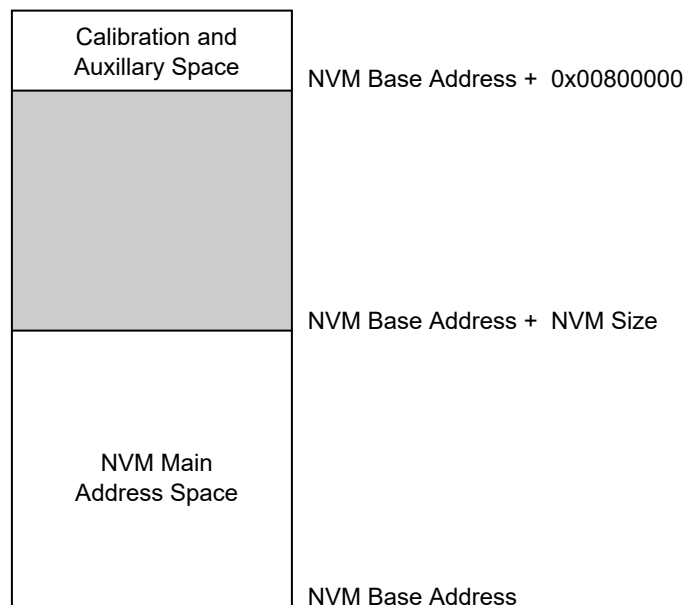 Calibration and
Auxillary Space
NVM Base Address + 0x00800000
NVM Base Address + NVM Size
NVM Main
Address Space
NVM Base Address